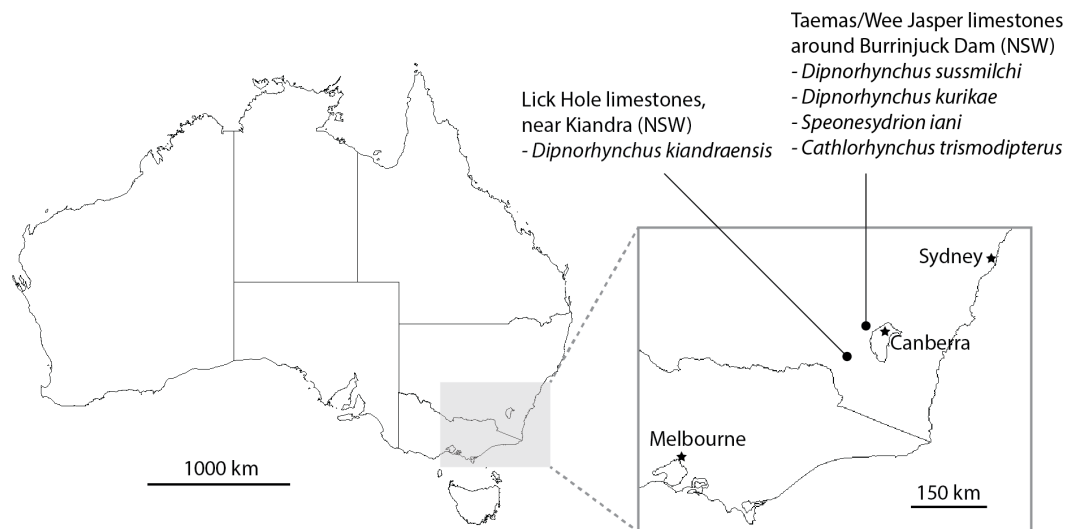 Taemas/Wee Jasper limestones
around Burrinjuck Dam (NSW)
- Dipnorhynchus sussmilchi
- Dipnorhynchus kurikae
- Speonesydrion iani
- Cathlorhynchus trismodipterus
Lick Hole limestones,
near Kiandra (NSW)
- Dipnorhynchus kiandraensis
Sydney
Canberra
Melbourne
1000 km
150 km